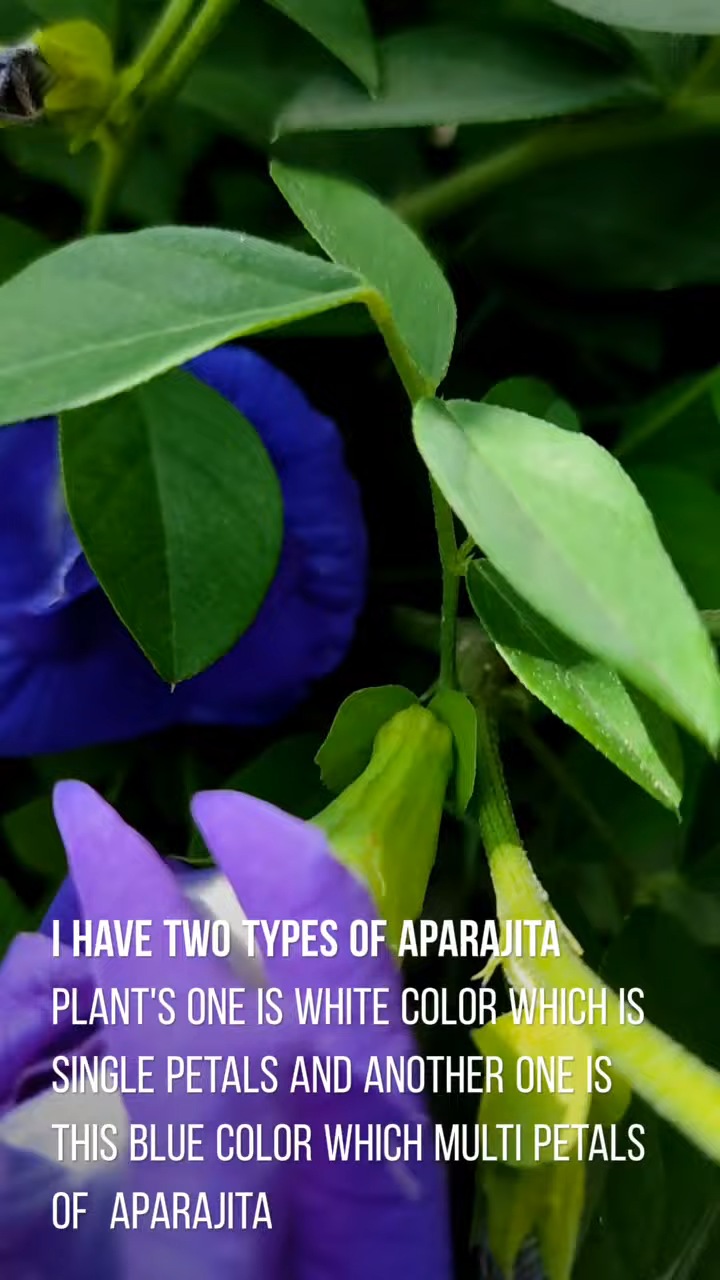 I HAVE TWO TYPES OF APARAJITA
PLANT'S ONE IS WHITE COLOR WHICH IS
SINGLE PETALS AND ANOTHER ONE IS
THIS BLUE COLOR WHICH MULTI PETALS
OF APARAJITA